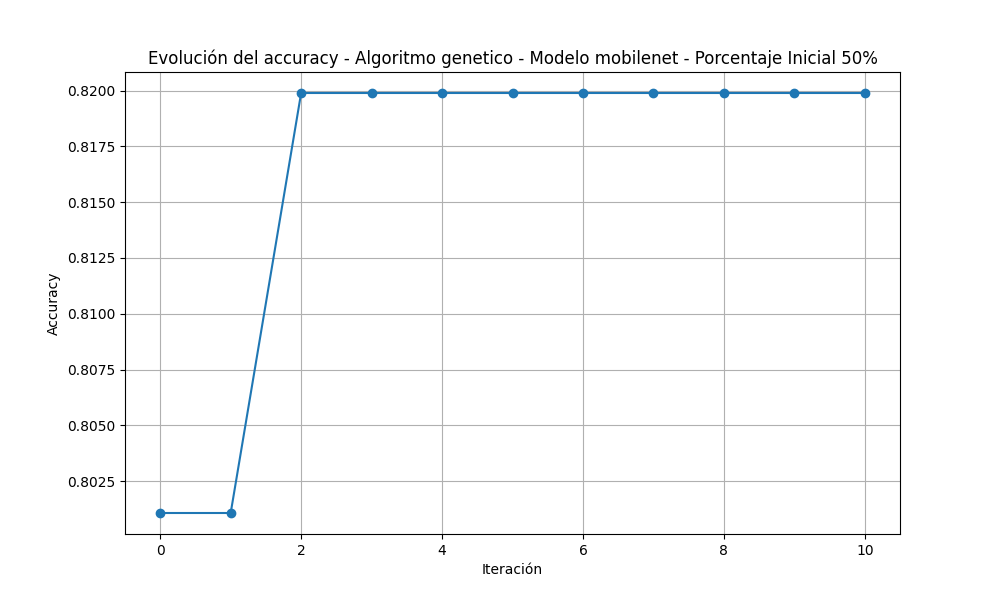 Evolución del accuracy - Algoritmo genetico - Modelo mobilenet - Porcentaje Inicial 50%
0.8200
0.8175
0.8150
0.8125
0.8100
0.8075
0.8050
0.8025
Accuracy
0 2 4 6 8 10
Iteración